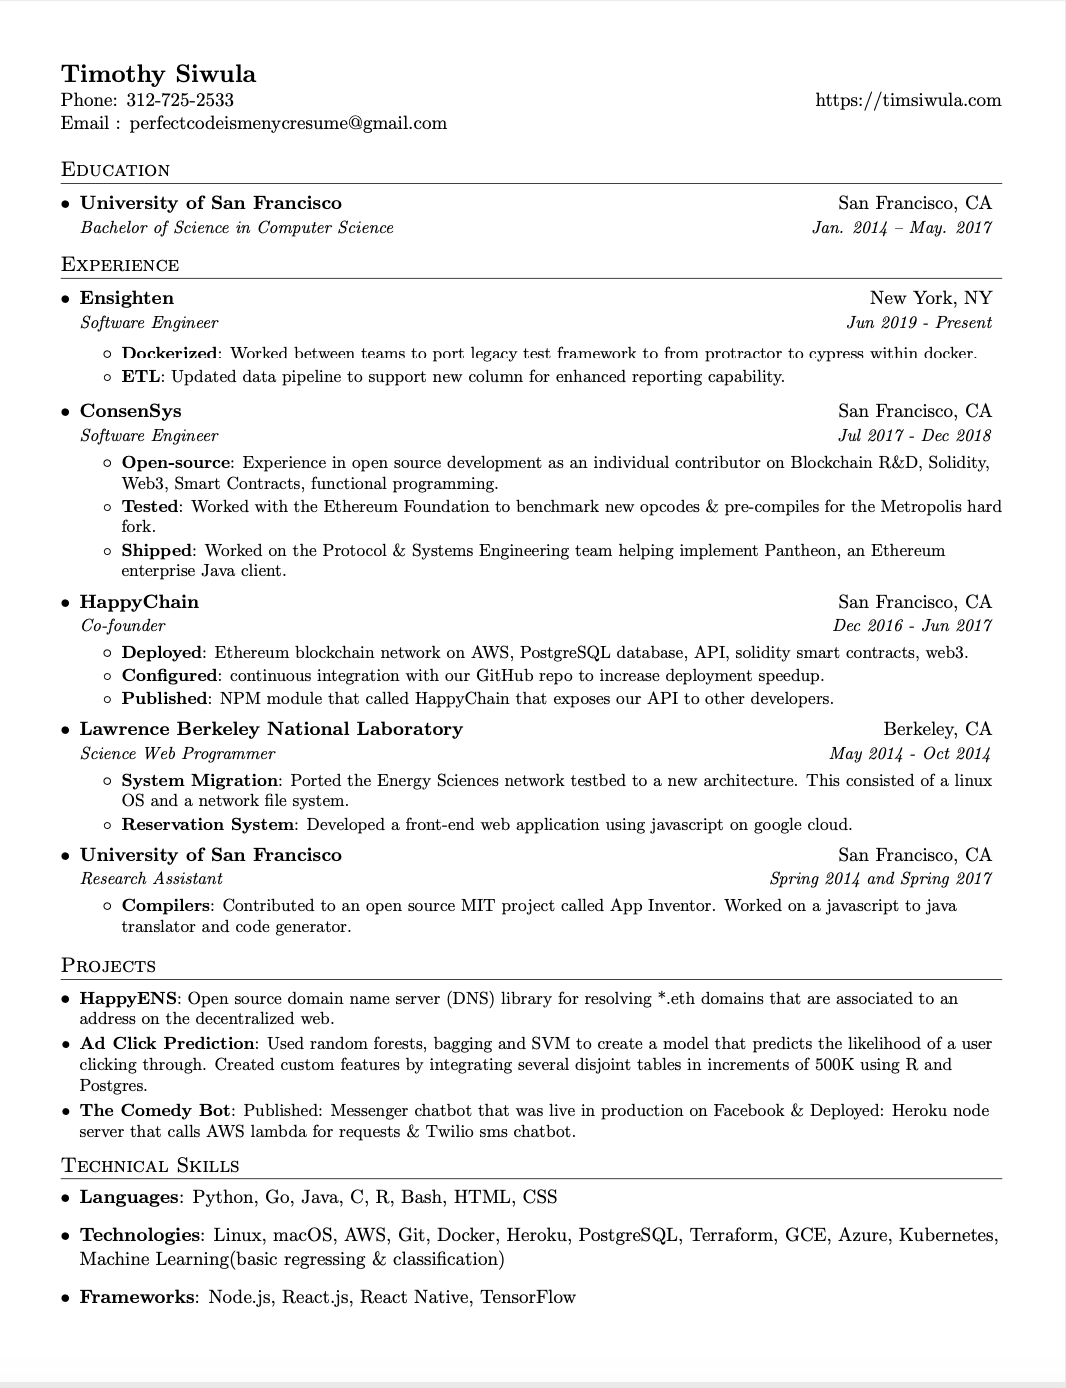 Timothy Siwula
Phone: 312-725-2533 https://timsiwula.com
Email : perfectcodeismenycresume@gmail.com
Education
• University of San Francisco San Francisco, CA
Bachelor of Science in Computer Science Jan. 2014 – May. 2017
Experience
• Ensighten New York, NY
Software Engineer Jun 2019 - Present
◦ Dockerized: Worked between teams to port legacy test framework to from protractor to cypress within docker.
◦ ETL: Updated data pipeline to support new column for enhanced reporting capability.
• ConsenSys San Francisco, CA
Software Engineer Jul 2017 - Dec 2018
◦ Open-source: Experience in open source development as an individual contributor on Blockchain R&D, Solidity,
Web3, Smart Contracts, functional programming.
◦ Tested: Worked with the Ethereum Foundation to benchmark new opcodes & pre-compiles for the Metropolis hard
fork.
◦ Shipped: Worked on the Protocol & Systems Engineering team helping implement Pantheon, an Ethereum
enterprise Java client.
• HappyChain San Francisco, CA
Co-founder Dec 2016 - Jun 2017
◦ Deployed: Ethereum blockchain network on AWS, PostgreSQL database, API, solidity smart contracts, web3.
◦ Configured: continuous integration with our GitHub repo to increase deployment speedup.
◦ Published: NPM module that called HappyChain that exposes our API to other developers.
• Lawrence Berkeley National Laboratory Berkeley, CA
Science Web Programmer May 2014 - Oct 2014
◦ System Migration: Ported the Energy Sciences network testbed to a new architecture. This consisted of a linux
OS and a network file system.
◦ Reservation System: Developed a front-end web application using javascript on google cloud.
• University of San Francisco San Francisco, CA
Research Assistant Spring 2014 and Spring 2017
◦ Compilers: Contributed to an open source MIT project called App Inventor. Worked on a javascript to java
translator and code generator.
Projects
• HappyENS: Open source domain name server (DNS) library for resolving *.eth domains that are associated to an
address on the decentralized web.
• Ad Click Prediction: Used random forests, bagging and SVM to create a model that predicts the likelihood of a user
clicking through. Created custom features by integrating several disjoint tables in increments of 500K using R and
Postgres.
• The Comedy Bot: Published: Messenger chatbot that was live in production on Facebook & Deployed: Heroku node
server that calls AWS lambda for requests & Twilio sms chatbot.
Technical Skills
• Languages: Python, Go, Java, C, R, Bash, HTML, CSS
• Technologies: Linux, macOS, AWS, Git, Docker, Heroku, PostgreSQL, Terraform, GCE, Azure, Kubernetes,
Machine Learning(basic regressing & classification)
• Frameworks: Node.js, React.js, React Native, TensorFlow